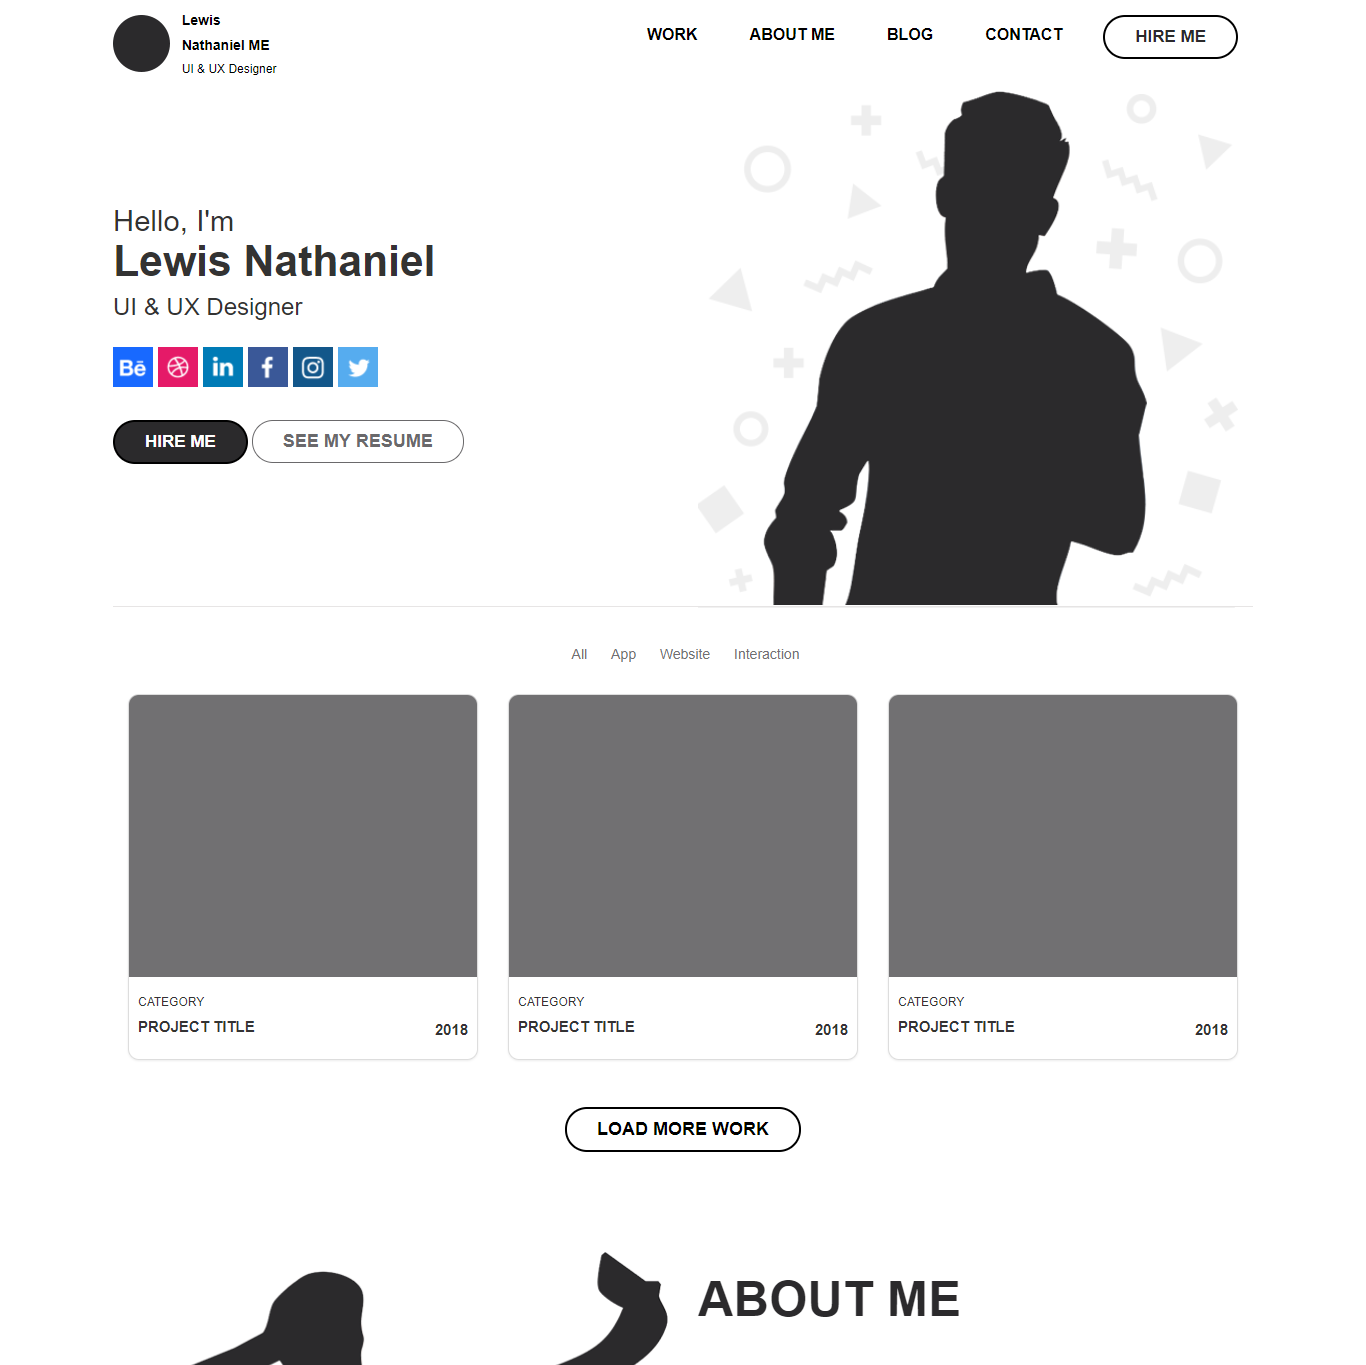 Lewis
Nathaniel ME
UI & UX Designer
WORK
ABOUT ME
BLOG
CONTACT
HIRE ME
Hello, I'm
Lewis Nathaniel
UI & UX Designer
Bē
in
f
HIRE ME
SEE MY RESUME
All
App
Website
Interaction
CATEGORY
PROJECT TITLE
2018
CATEGORY
PROJECT TITLE
2018
CATEGORY
PROJECT TITLE
2018
LOAD MORE WORK
ABOUT ME